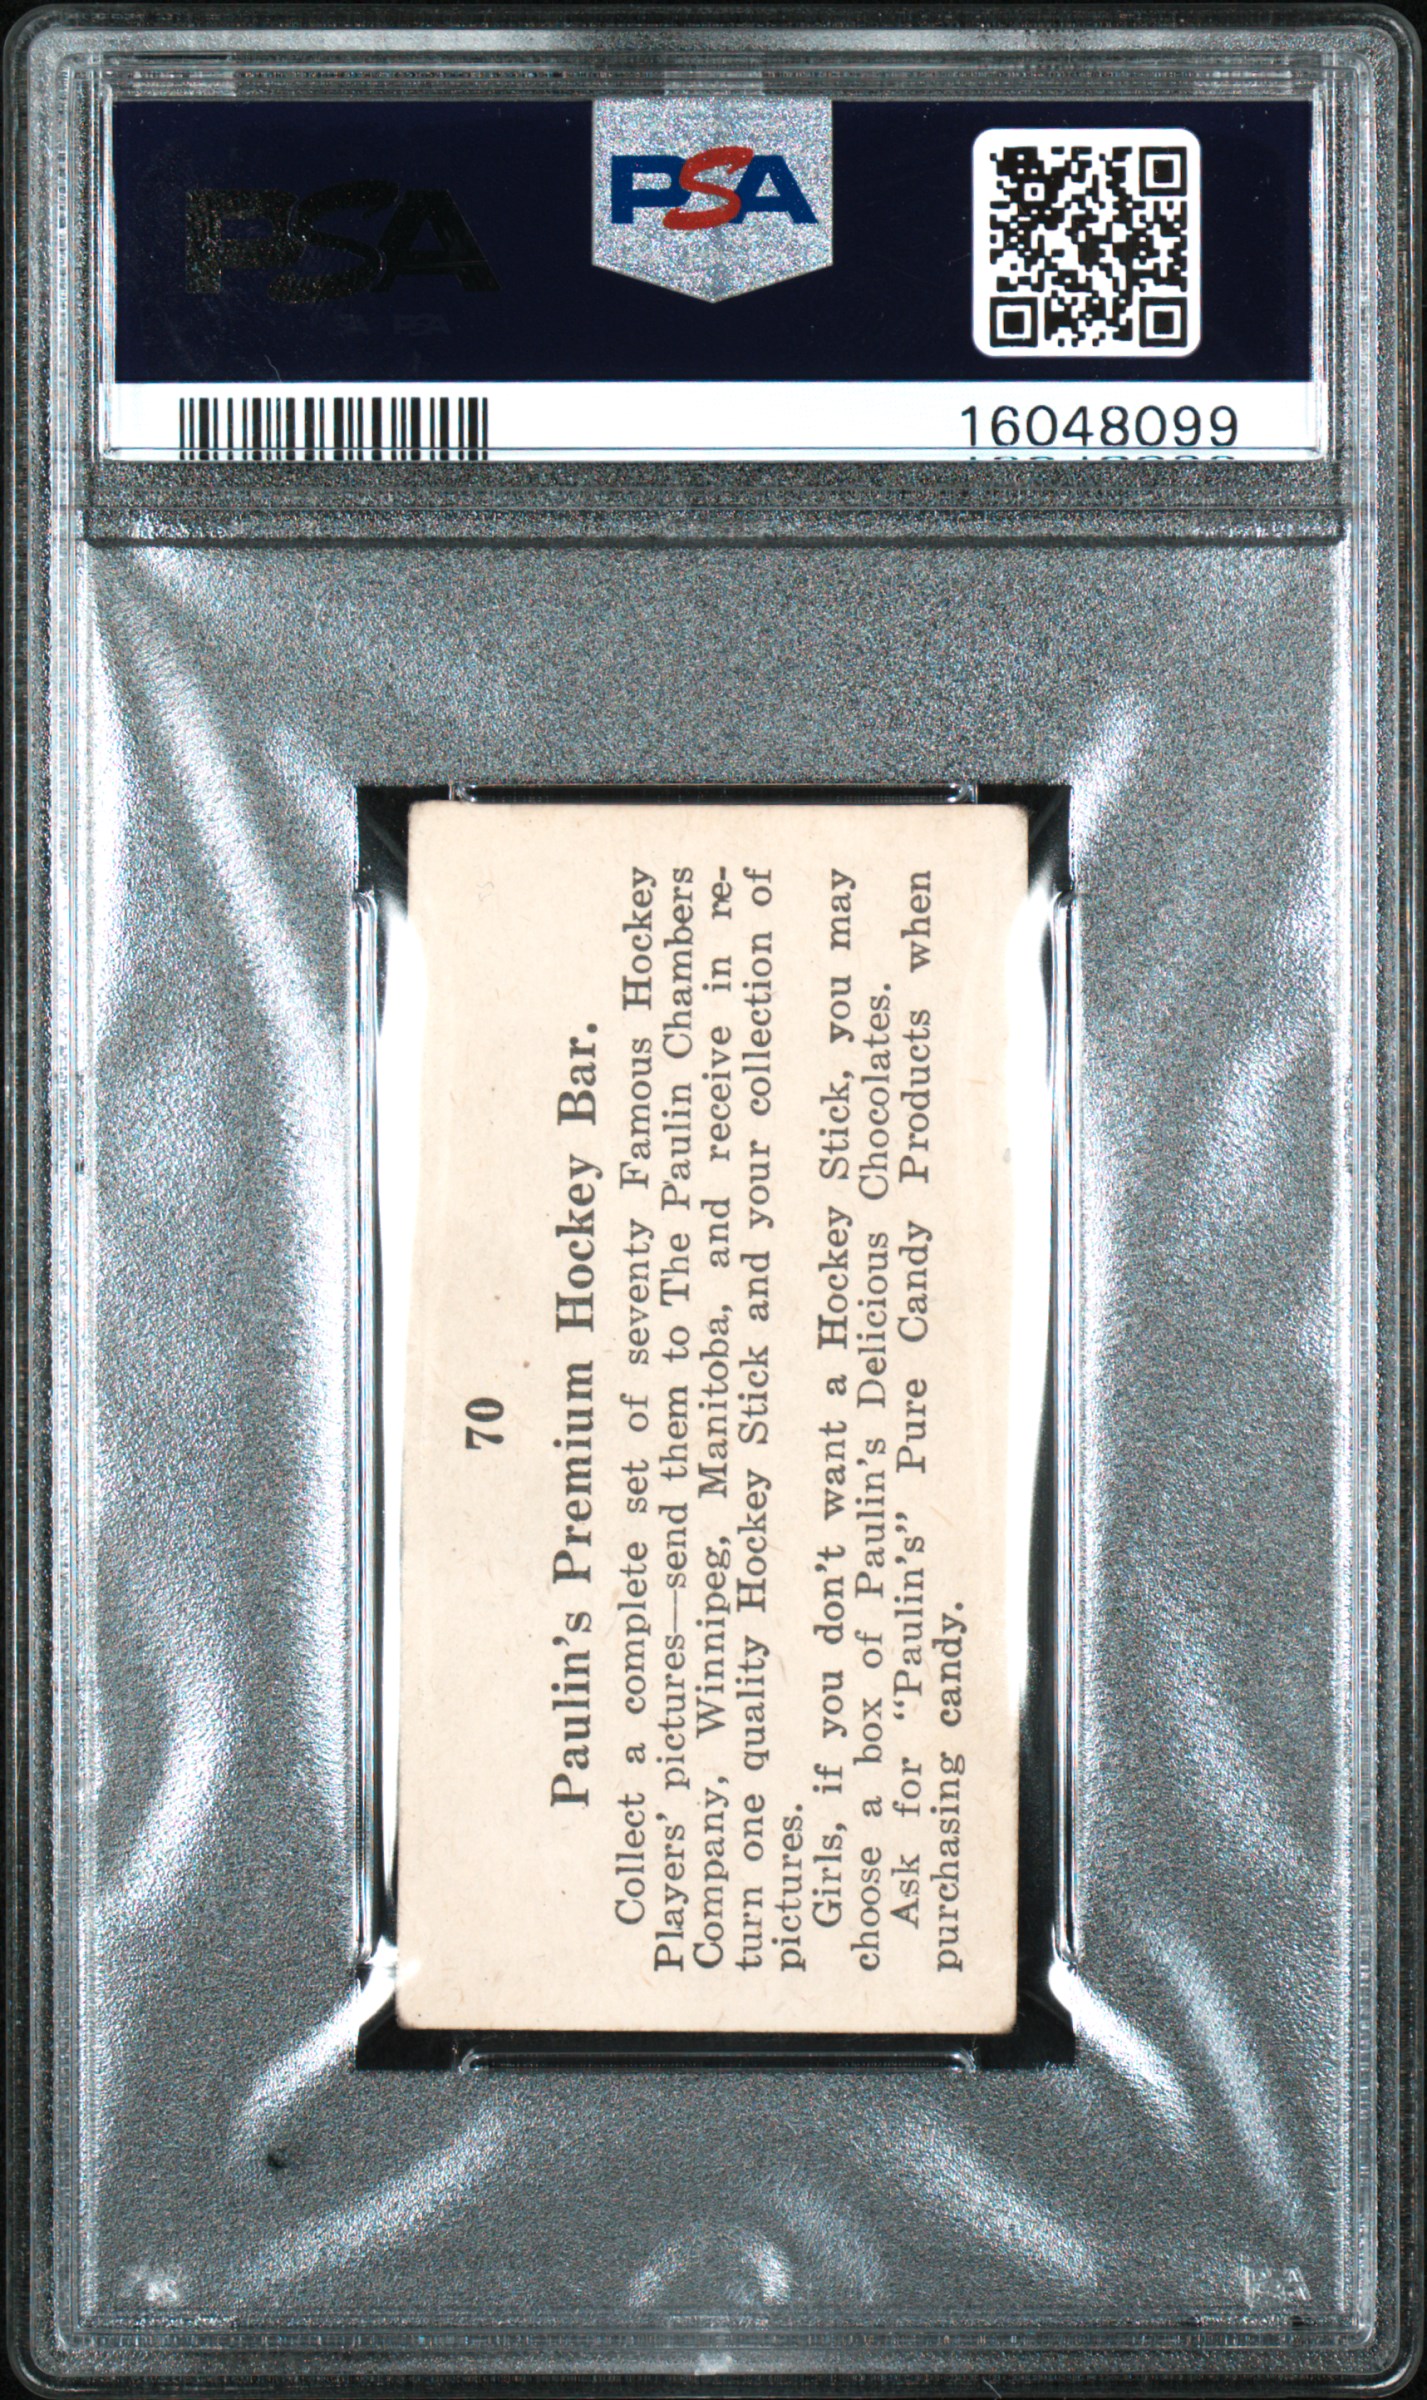 PSA
PSA
16048099
70
Paulin's Premium Hockey Bar.
Collect a complete set of seventy Famous Hockey
Players' pictures—send them to The Paulin Chambers
Company, Winnipeg, Manitoba, and receive in re-
turn one quality Hockey Stick and your collection of
pictures.
Girls, if you don't want a Hockey Stick, you may
choose a box of Paulin's Delicious Chocolates.
Ask for "Paulin's" Pure Candy Products when
purchasing candy.
PSA